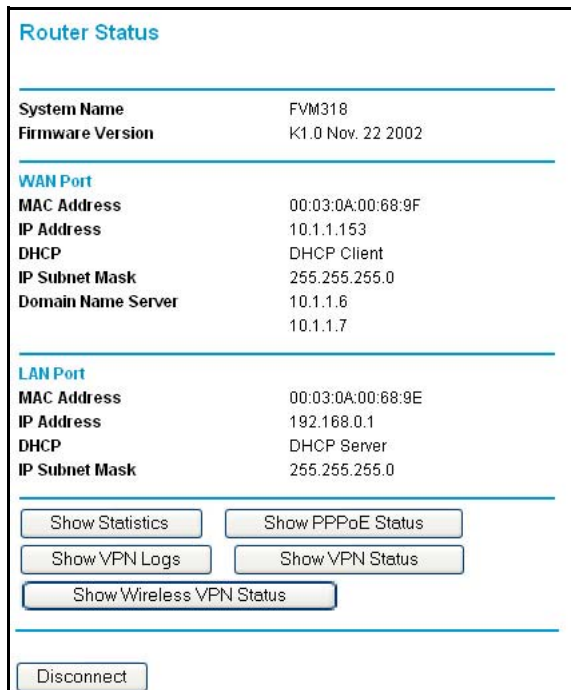 Router Status
System Name FVM318
Firmware Version K1.0 Nov. 22 2002
WAN Port
MAC Address 00:03:0A:00:68:9F
IP Address 10.1.1.153
DHCP DHCP Client
IP Subnet Mask 255.255.255.0
Domain Name Server 10.1.1.6
10.1.1.7
LAN Port
MAC Address 00:03:0A:00:68:9E
IP Address 192.168.0.1
DHCP DHCP Server
IP Subnet Mask 255.255.255.0
Show Statistics Show PPPoE Status
Show VPN Logs Show VPN Status
Show Wireless VPN Status
Disconnect